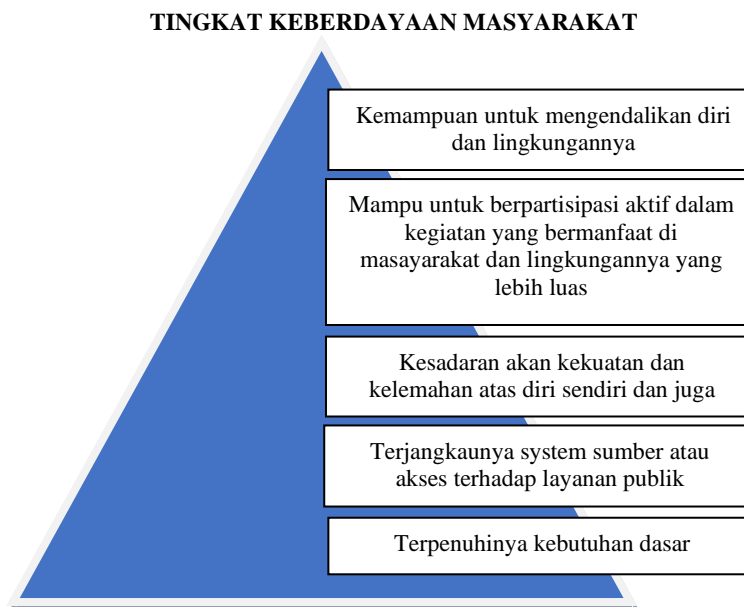 TINGKAT KEBERDAYAAN MASYARAKAT
Kemampuan untuk mengendalikan diri
dan lingkungannya
Mampu untuk berpartisipasi aktif dalam
kegiatan yang bermanfaat di
masayarakat dan lingkungannya yang
lebih luas
Kesadaran akan kekuatan dan
kelemahan atas diri sendiri dan juga
Terjangkaunya system sumber atau
akses terhadap layanan publik
Terpenuhinya kebutuhan dasar